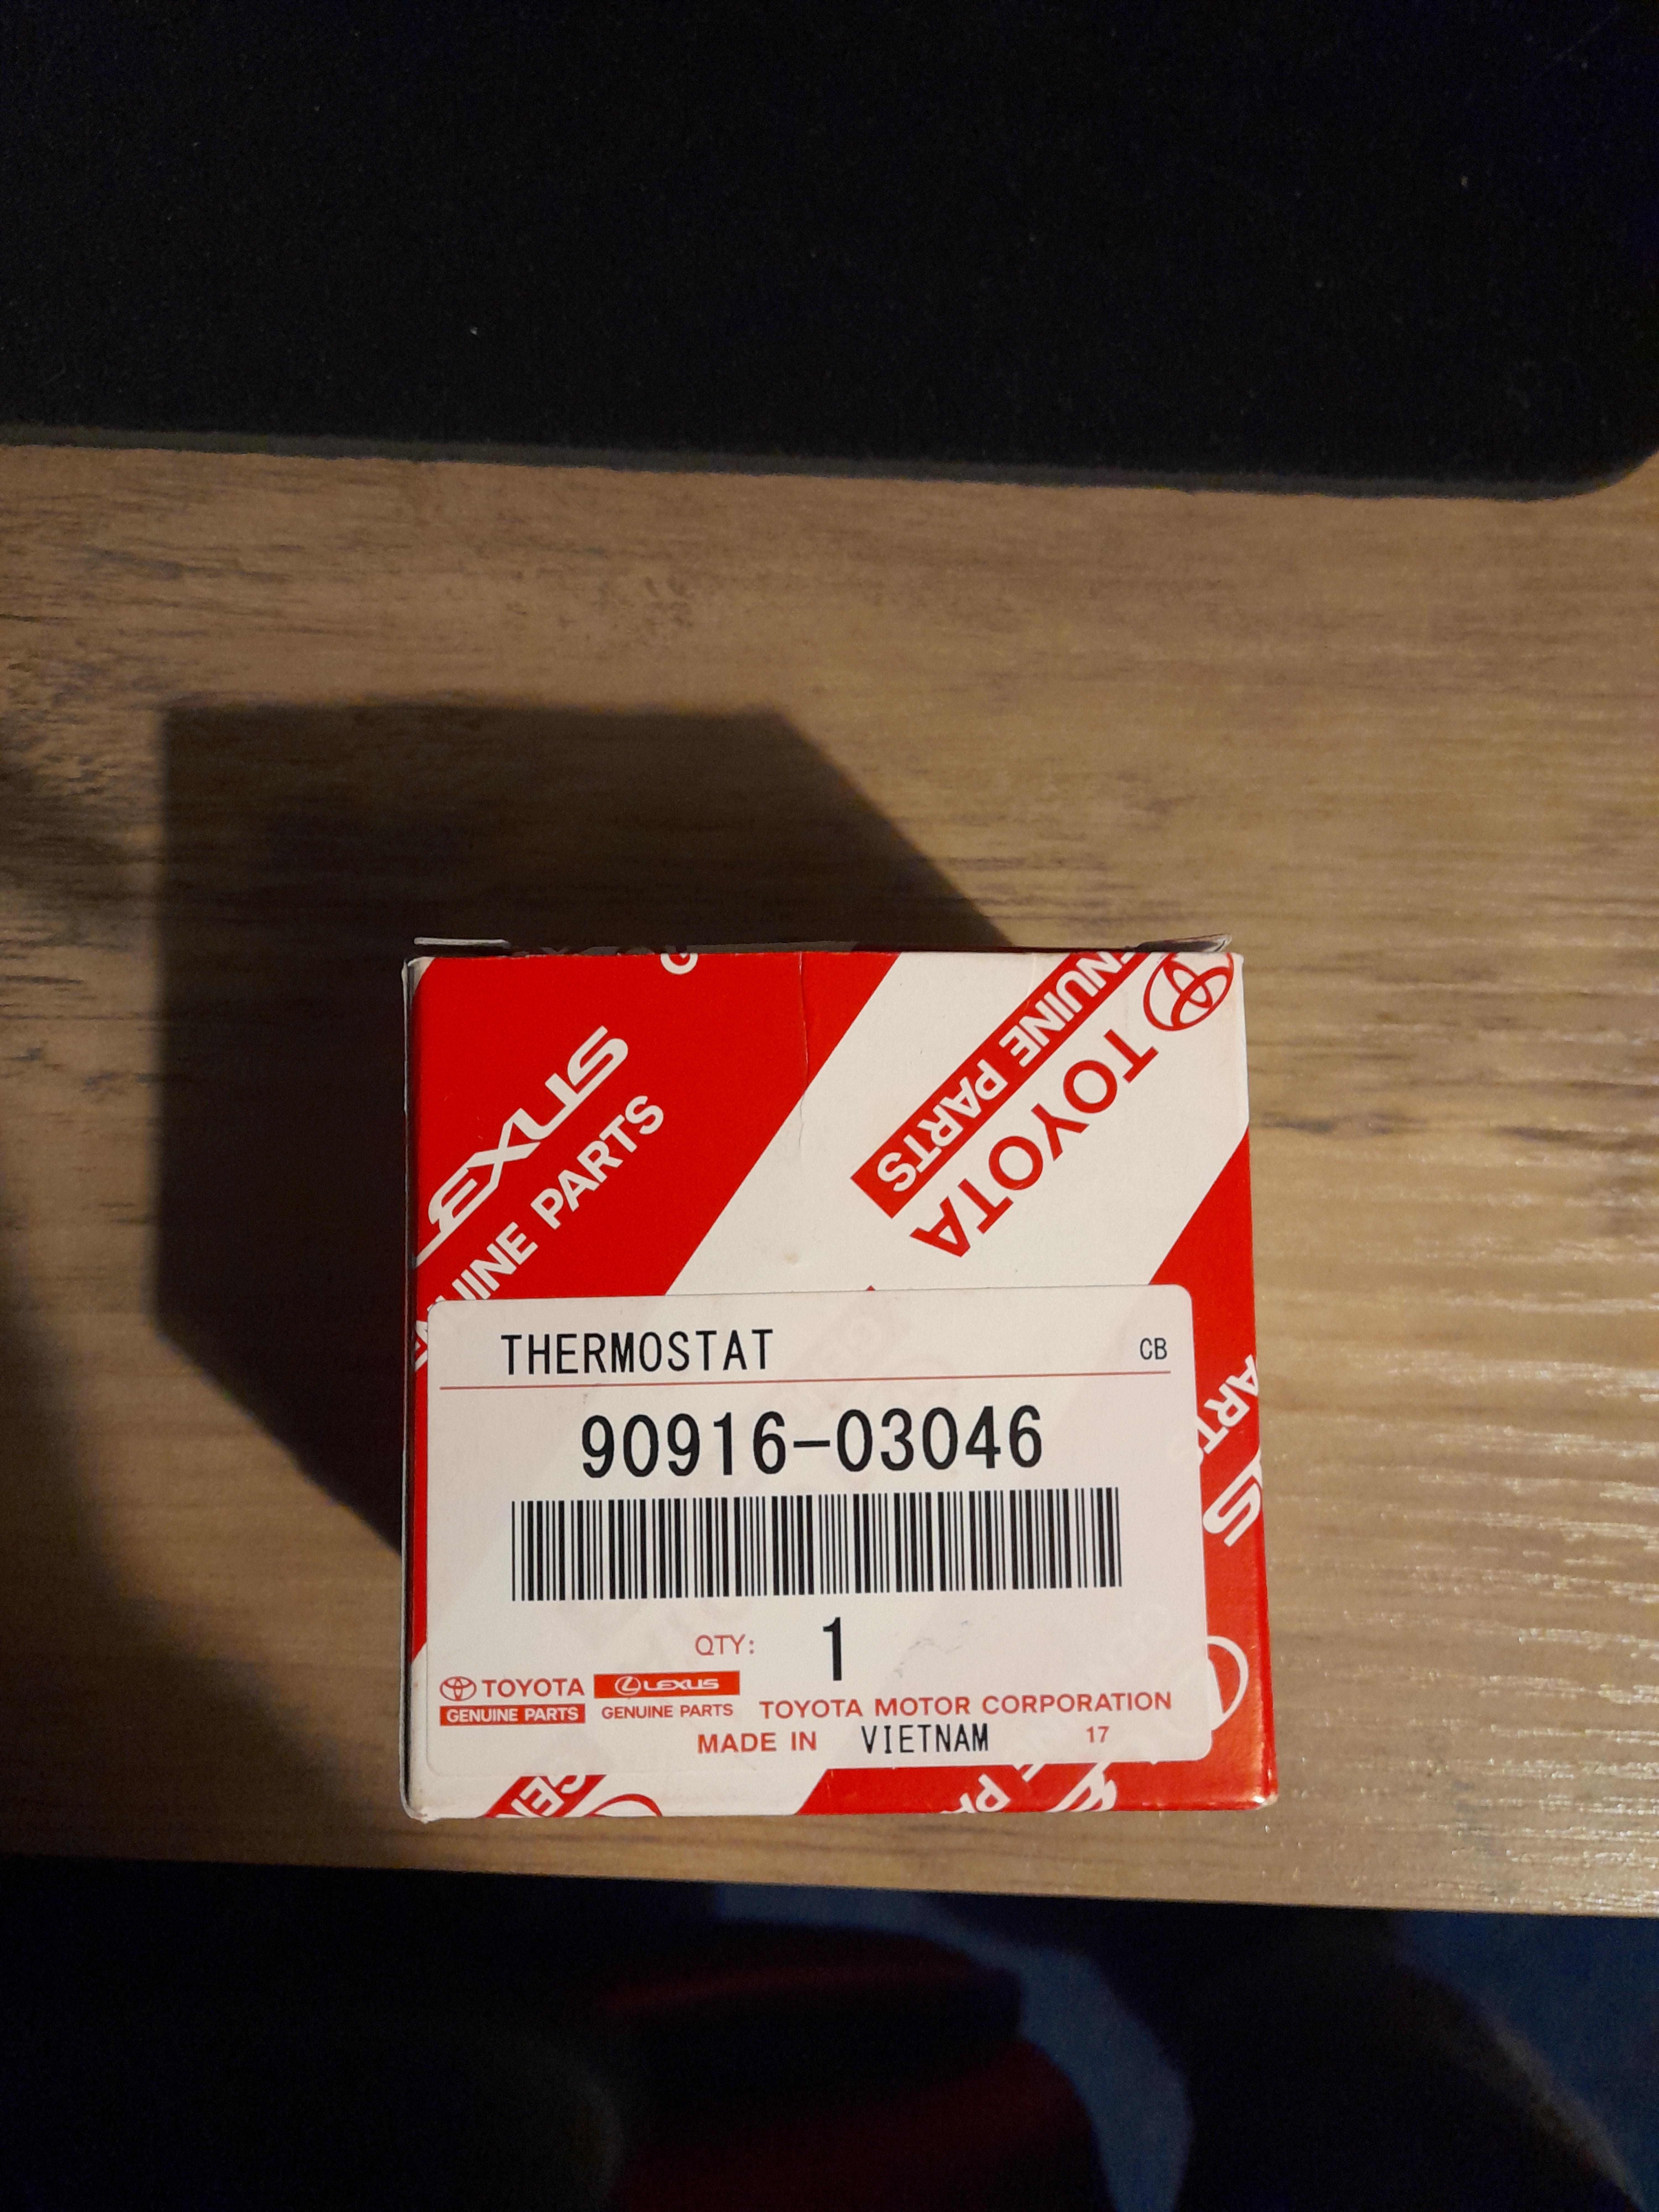 LEXUS
GENUINE PARTS
TOYOTA
GENUINE PARTS
THERMOSTAT CB
90916-03046
QTY: 1
TOYOTA LEXUS
GENUINE PARTS GENUINE PARTS TOYOTA MOTOR CORPORATION
MADE IN VIETNAM 17
PARTS